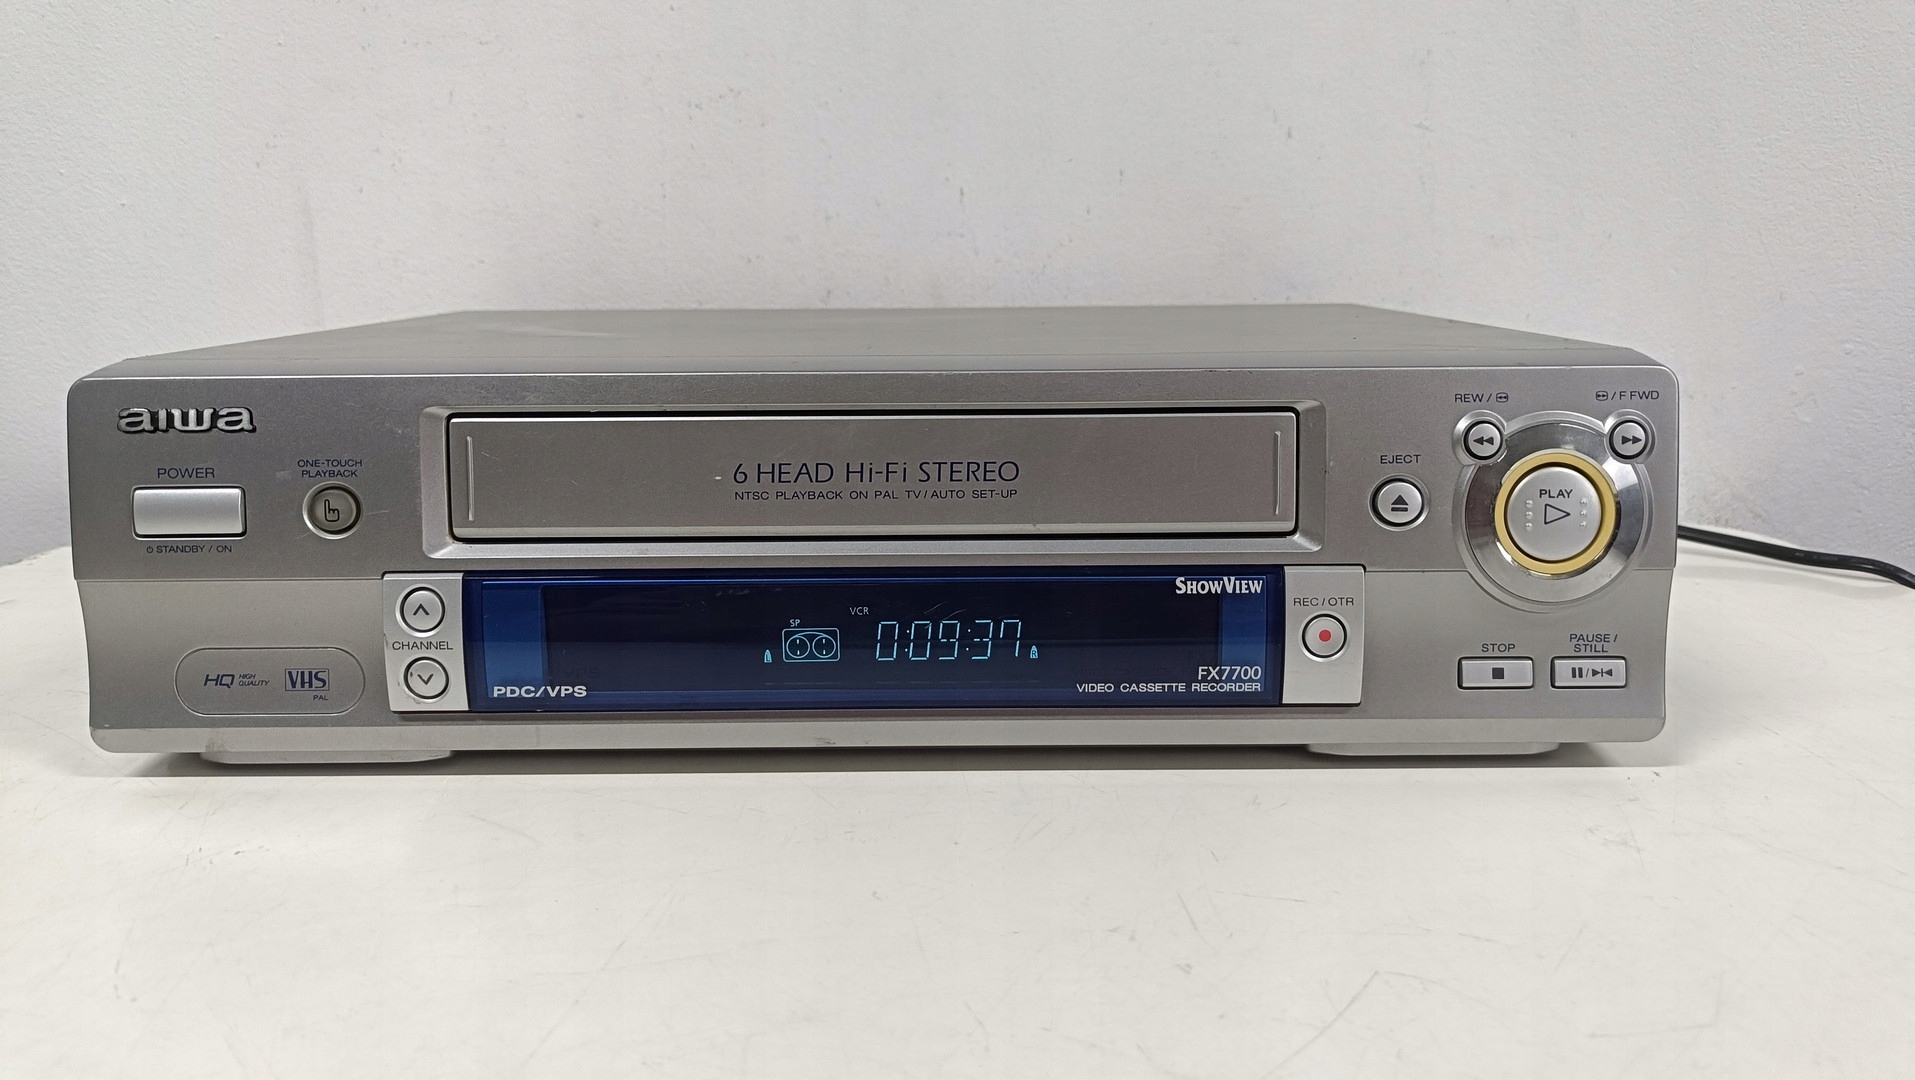 aiwa
POWER
STANDBY / ON
ONE-TOUCH
PLAYBACK
6 HEAD Hi-Fi STEREO
NTSC PLAYBACK ON PAL TV/AUTO SET-UP
EJECT
REW /
/ F FWD
PLAY
HQ HIGH
QUALITY
VHS
PAL
CHANNEL
SHOWVIEW
VCR
SP
0:09:37
L
R
PDC/VPS
FX7700
VIDEO CASSETTE RECORDER
REC/OTR
STOP
PAUSE /
STILL